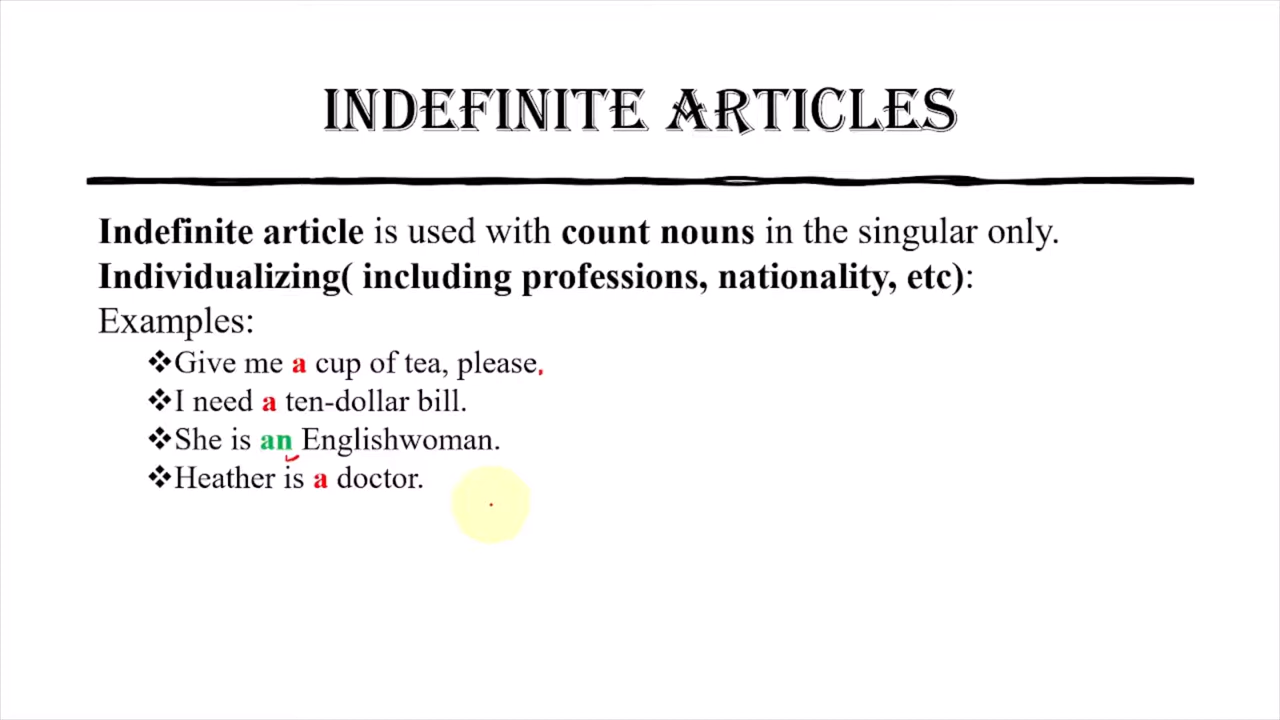 INDEFINITE ARTICLES
Indefinite article is used with count nouns in the singular only.
Individualizing( including professions, nationality, etc):
Examples:
❖Give me a cup of tea, please.
❖I need a ten-dollar bill.
❖She is an Englishwoman.
❖Heather is a doctor.